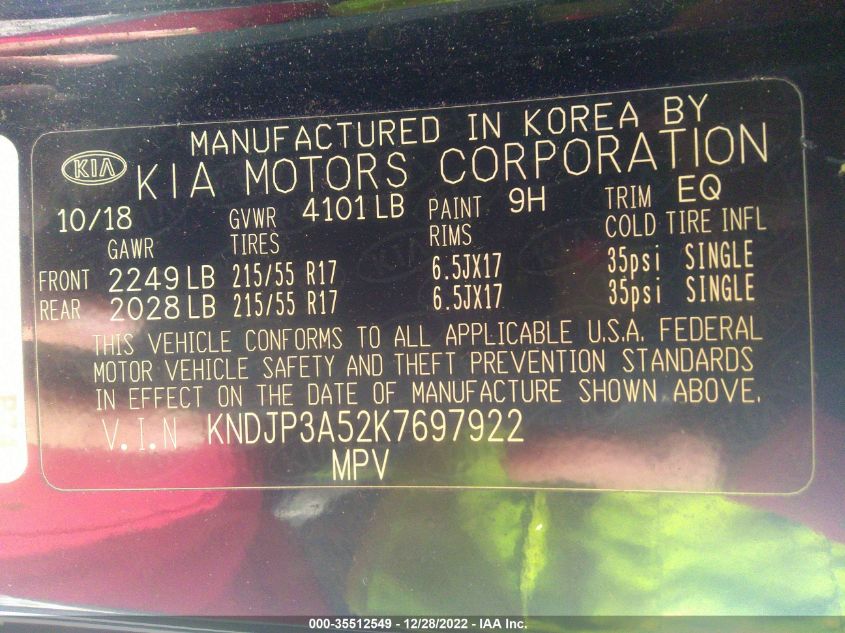 MANUFACTURED IN KOREA BY
KIA KIA MOTORS CORPORATION
10/18 GVWR 4101 LB PAINT 9H TRIM EQ
GAWR TIRES RIMS COLD TIRE INFL
FRONT 2249 LB 215/55 R17 6.5JX17 35psi SINGLE
REAR 2028 LB 215/55 R17 6.5JX17 35psi SINGLE
THIS VEHICLE CONFORMS TO ALL APPLICABLE U.S.A. FEDERAL
MOTOR VEHICLE SAFETY AND THEFT PREVENTION STANDARDS
IN EFFECT ON THE DATE OF MANUFACTURE SHOWN ABOVE.
V.I.N KNDJP3A52K7697922
MPV
000-35512549 - 12/28/2022 - IAA Inc.